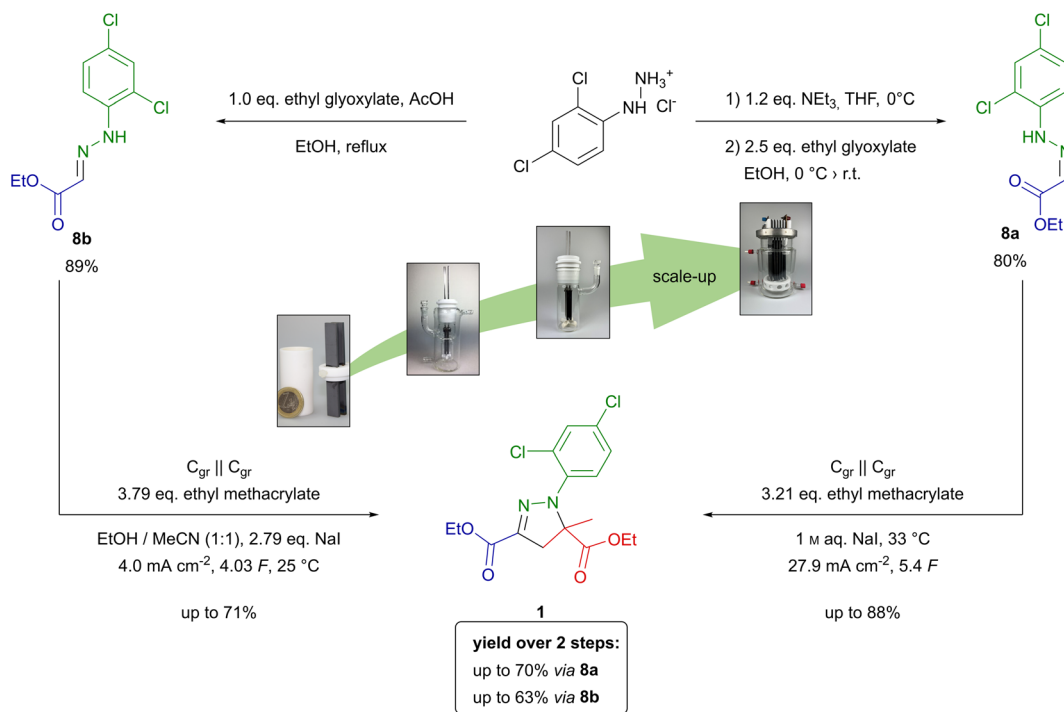 Cl
Cl
NH
N
EtO
O
8b
89%
1.0 eq. ethyl glyoxylate, AcOH
EtOH, reflux
Cl
NH₃⁺
NH
Cl⁻
Cl
1) 1.2 eq. NEt₃, THF, 0°C
2) 2.5 eq. ethyl glyoxylate
EtOH, 0 °C › r.t.
Cl
Cl
NH
N
O
OEt
8a
80%
scale-up
C_gr || C_gr
3.79 eq. ethyl methacrylate
EtOH / MeCN (1:1), 2.79 eq. NaI
4.0 mA cm⁻², 4.03 F, 25 °C
up to 71%
Cl
Cl
N
N
EtO
O
OEt
O
1
yield over 2 steps:
up to 70% via 8a
up to 63% via 8b
C_gr || C_gr
3.21 eq. ethyl methacrylate
1 M aq. NaI, 33 °C
27.9 mA cm⁻², 5.4 F
up to 88%